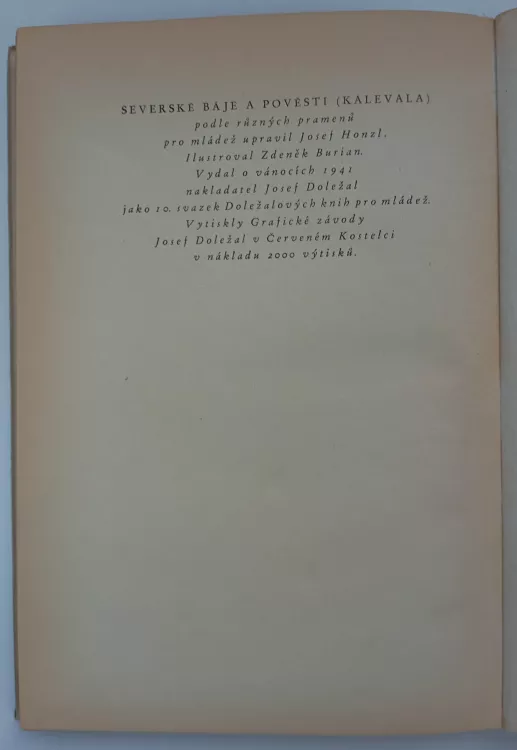 SEVERSKÉ BÁJE A POVĚSTI (KALEVALA)
podle různých pramenů
pro mládež upravil Josef Honzl.
Ilustroval Zdeněk Burian.
Vydal o vánocích 1941
nakladatel Josef Doležal
jako 10. svazek Doležalových knih pro mládež.
Vytiskly Grafické závody
Josef Doležal v Červeném Kostelci
v nákladu 2000 výtisků.